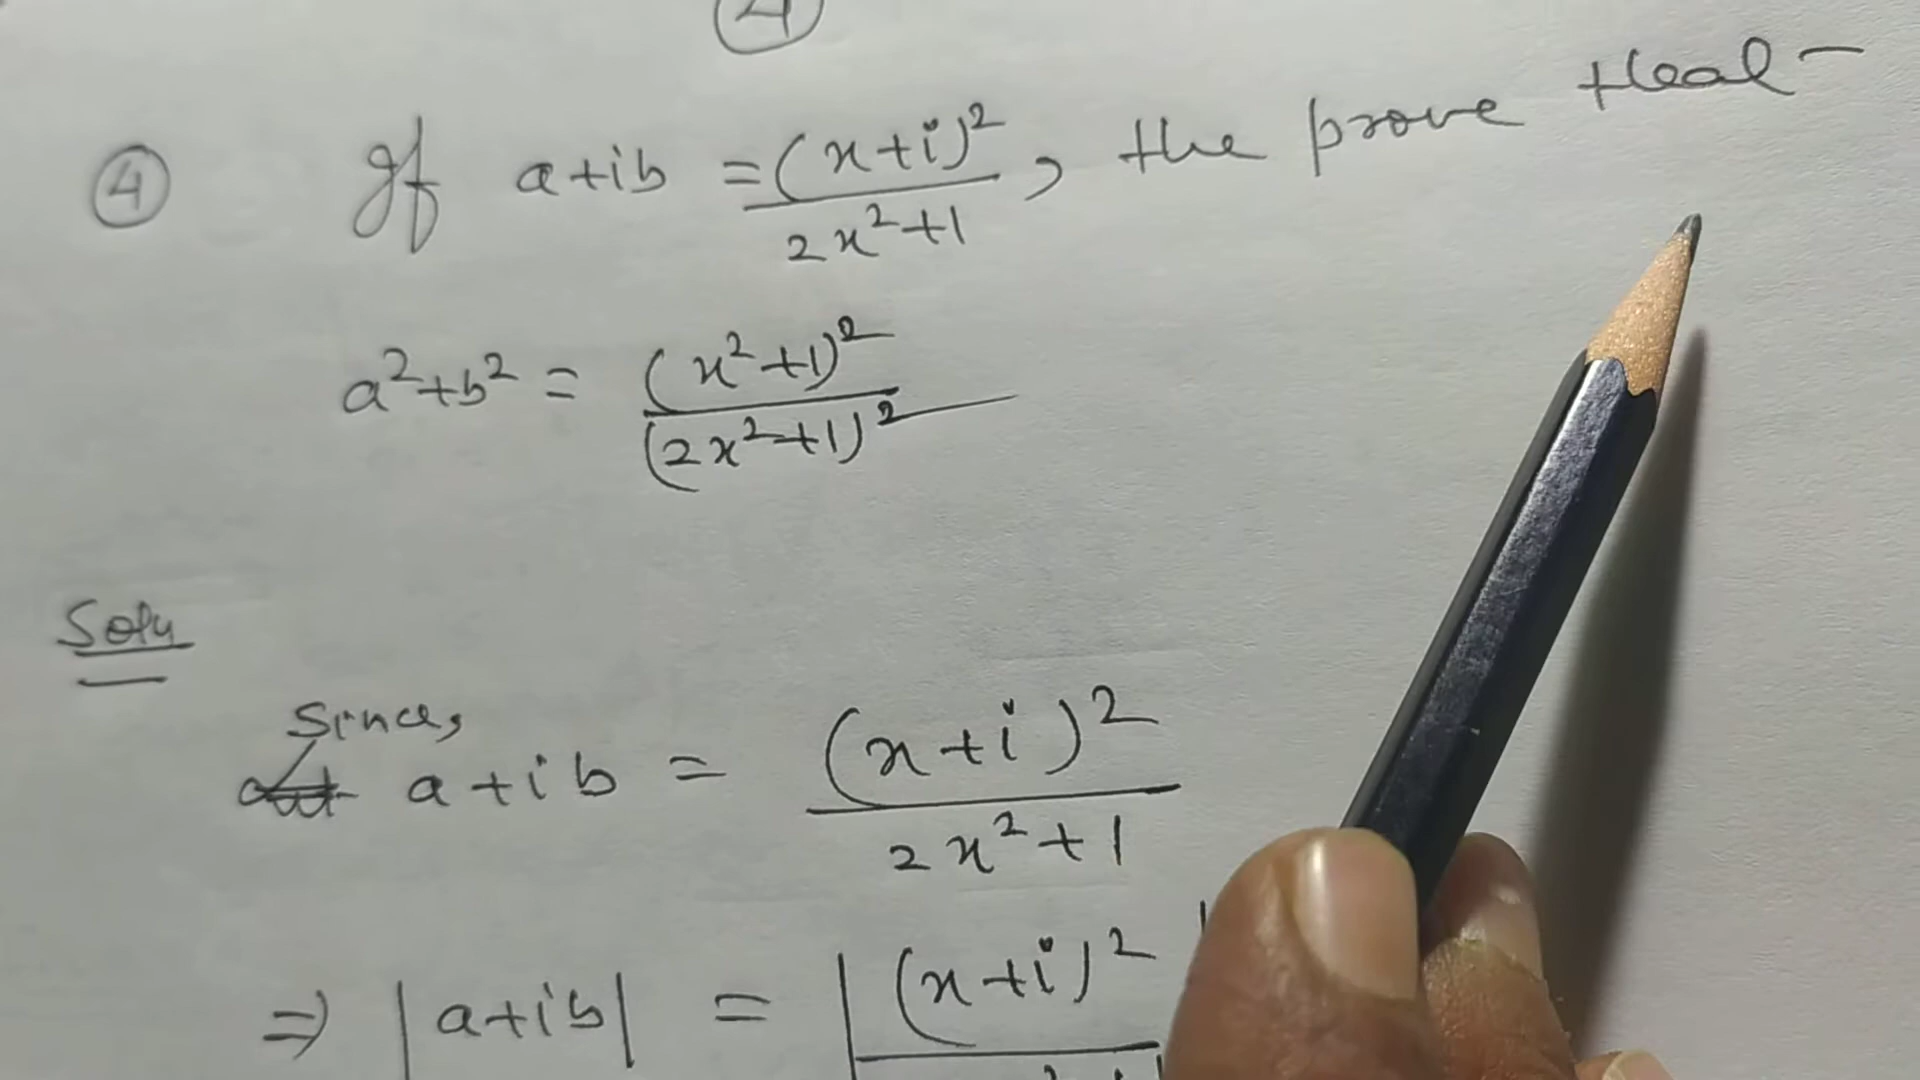 4
④ If a+ib = (x+i)² / 2x²+1, the prove that
a²+b² = (x²+1)² / (2x²+1)²
Soln
Since,
a+ib = (x+i)² / 2x²+1
⇒ |a+ib| = |(x+i)²